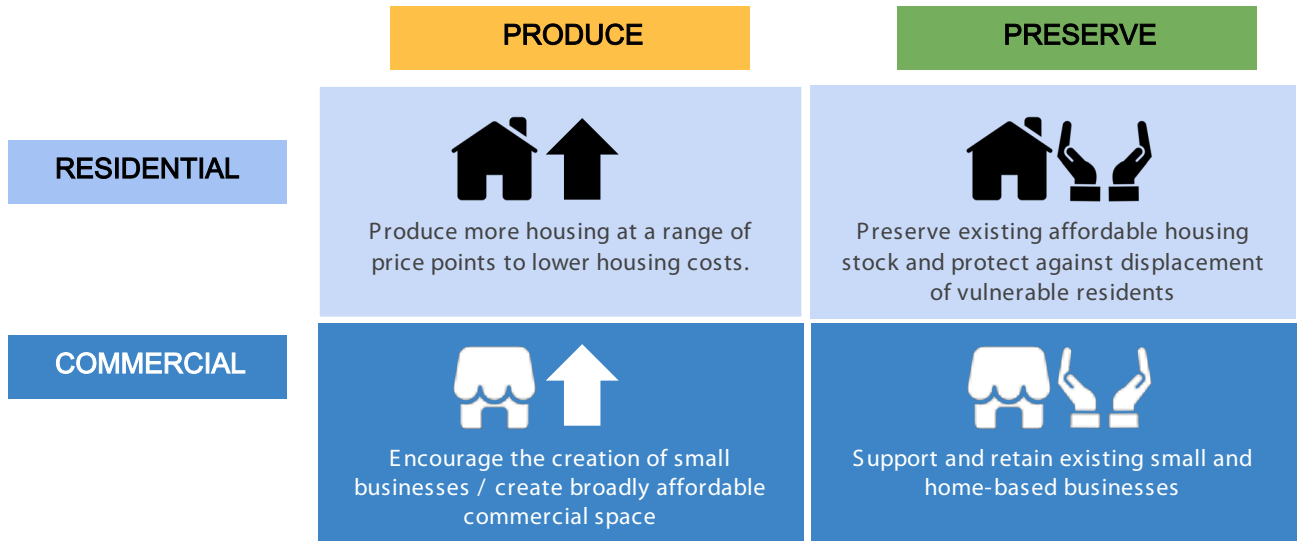 PRODUCE
PRESERVE
RESIDENTIAL
Produce more housing at a range of
price points to lower housing costs.
Preserve existing affordable housing
stock and protect against displacement
of vulnerable residents
COMMERCIAL
Encourage the creation of small
businesses / create broadly affordable
commercial space
Support and retain existing small and
home-based businesses